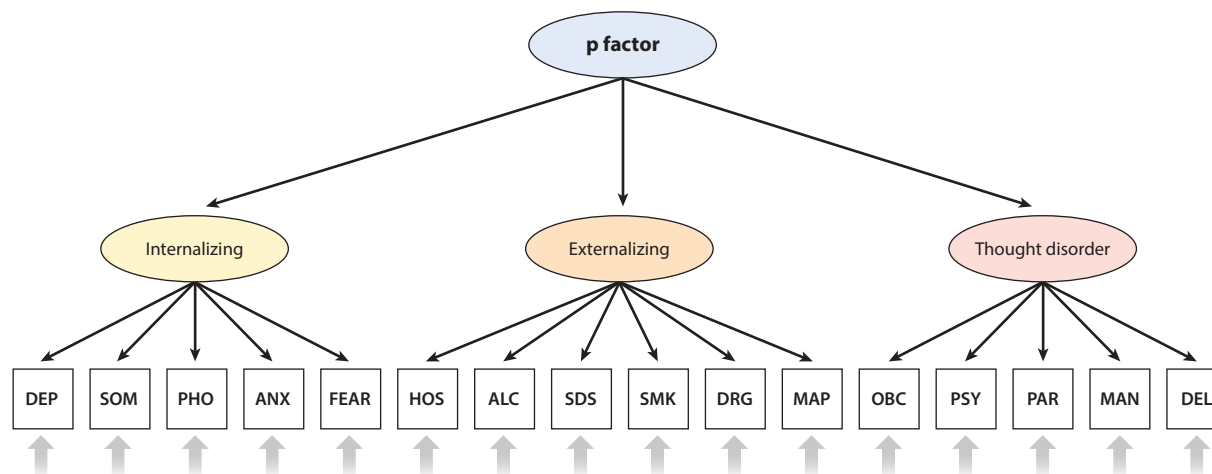 p factor
Internalizing
Externalizing
Thought disorder
DEP
SOM
PHO
ANX
FEAR
HOS
ALC
SDS
SMK
DRG
MAP
OBC
PSY
PAR
MAN
DEL